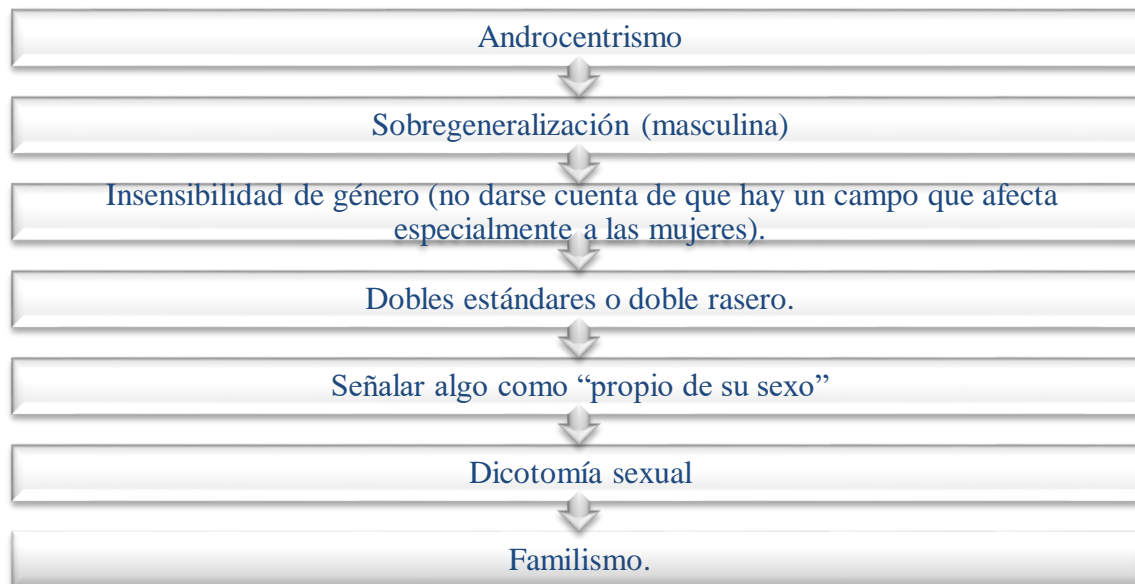 Androcentrismo
Sobregeneralización (masculina)
Insensibilidad de género (no darse cuenta de que hay un campo que afecta
especialmente a las mujeres).
Dobles estándares o doble rasero.
Señalar algo como “propio de su sexo”
Dicotomía sexual
Familismo.